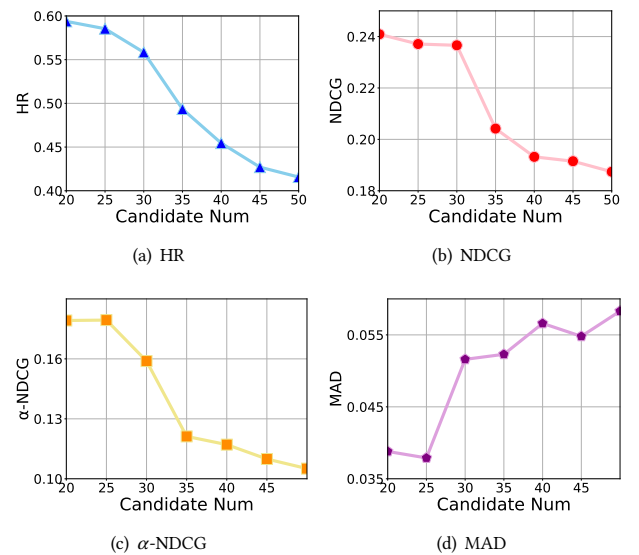 0.60
0.55
0.50
0.45
0.40
HR
20 25 30 35 40 45 50
Candidate Num
(a) HR
0.24
0.22
0.20
0.18
NDCG
20 25 30 35 40 45 50
Candidate Num
(b) NDCG
0.16
0.13
0.10
α-NDCG
20 25 30 35 40 45
Candidate Num
(c) α-NDCG
0.055
0.045
0.035
MAD
20 25 30 35 40 45
Candidate Num
(d) MAD